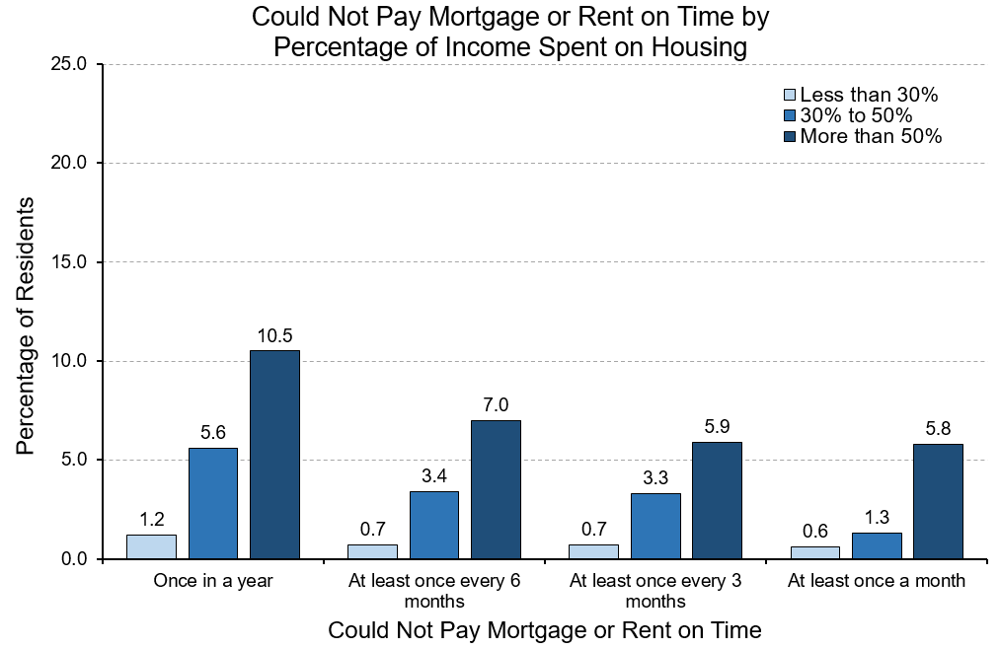 Could Not Pay Mortgage or Rent on Time by
Percentage of Income Spent on Housing
25.0
20.0
15.0
10.0
5.0
0.0
Percentage of Residents
Less than 30%
30% to 50%
More than 50%
1.2
5.6
10.5
0.7
3.4
7.0
0.7
3.3
5.9
0.6
1.3
5.8
Once in a year
At least once every 6
months
At least once every 3
months
At least once a month
Could Not Pay Mortgage or Rent on Time